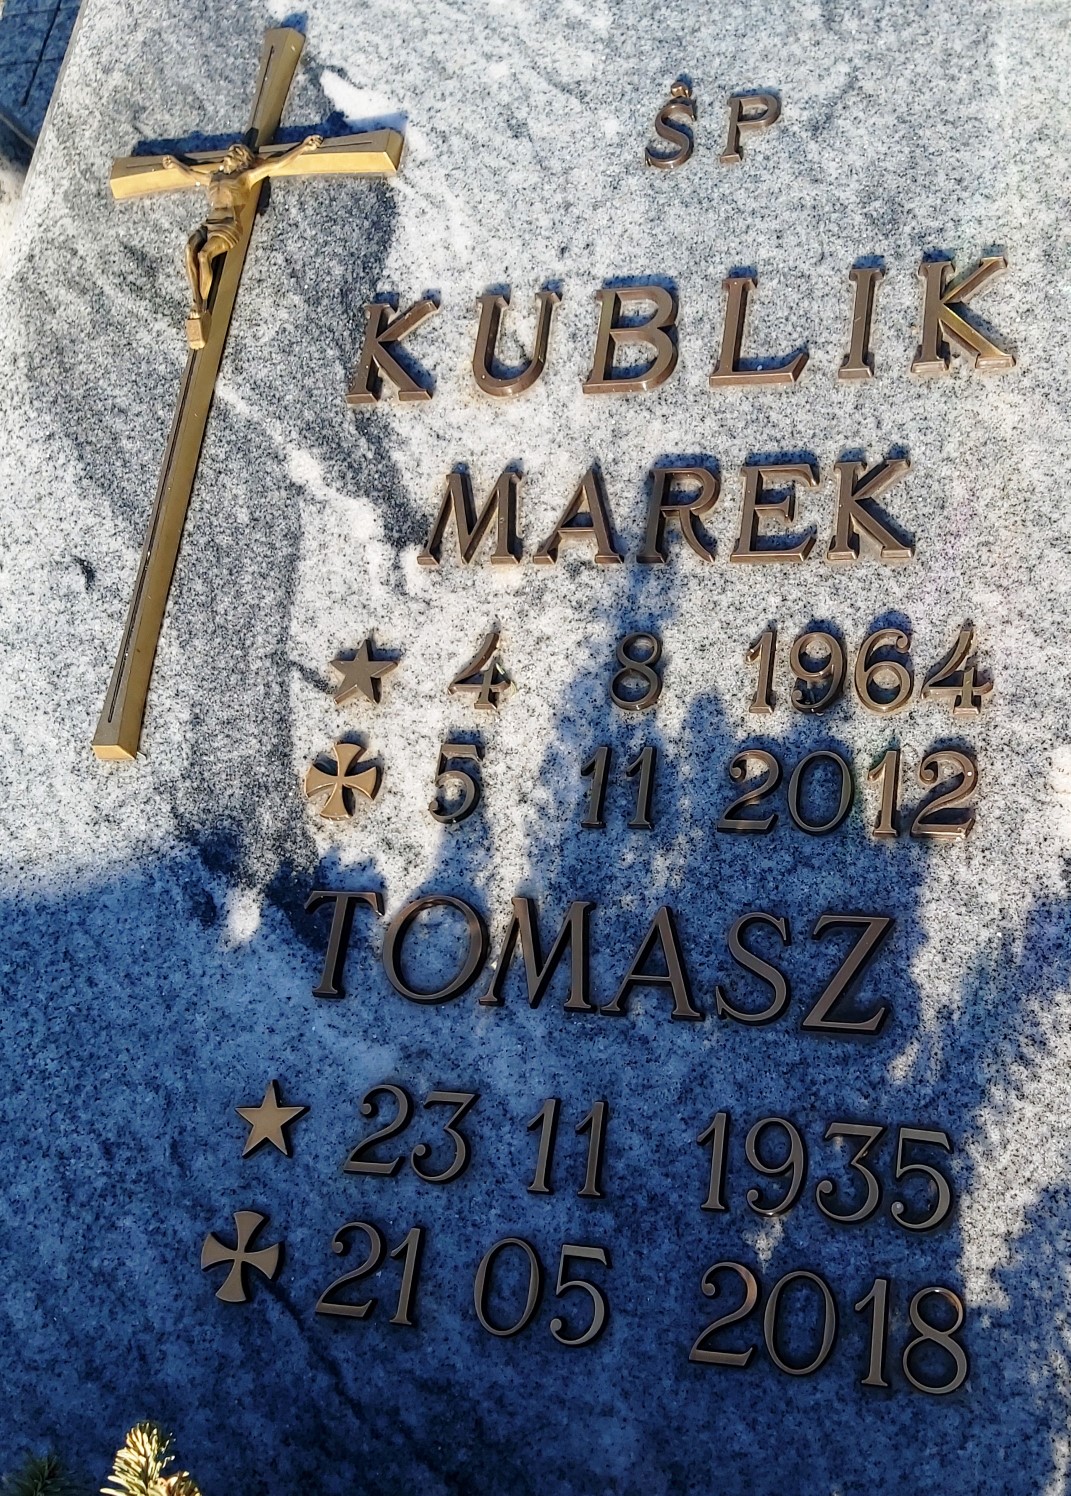 ŚP
KUBLIK
MAREK
★ 4 8 1964
✠ 5 11 2012
TOMASZ
★ 23 11 1935
✠ 21 05 2018